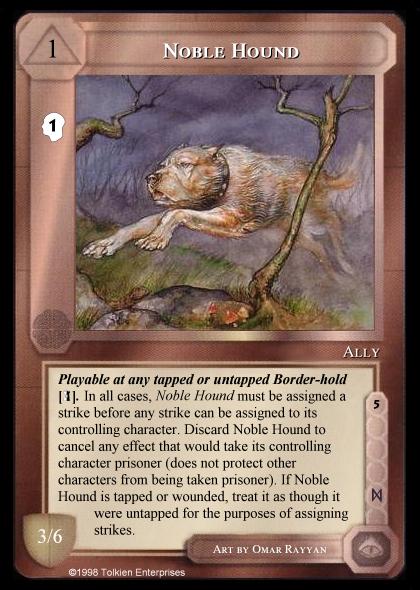 1
NOBLE HOUND
1
ALLY
Playable at any tapped or untapped Border-hold
[]. In all cases, Noble Hound must be assigned a
strike before any strike can be assigned to its
controlling character. Discard Noble Hound to
cancel any effect that would take its controlling
character prisoner (does not protect other
characters from being taken prisoner). If Noble
Hound is tapped or wounded, treat it as though it
were untapped for the purposes of assigning
strikes.
5
3/6
ART BY OMAR RAYYAN
©1998 Tolkien Enterprises